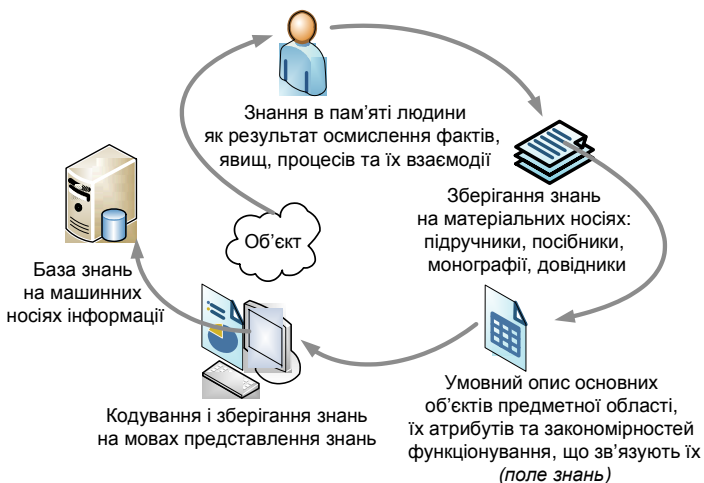 Знання в пам'яті людини
як результат осмислення фактів,
явищ, процесів та їх взаємодії
Зберігання знань
на матеріальних носіях:
підручники, посібники,
монографії, довідники
Об'єкт
База знань
на машинних
носіях інформації
Умовний опис основних
об'єктів предметної області,
їх атрибутів та закономірностей
функціонування, що зв'язують їх
(поле знань)
Кодування і зберігання знань
на мовах представлення знань